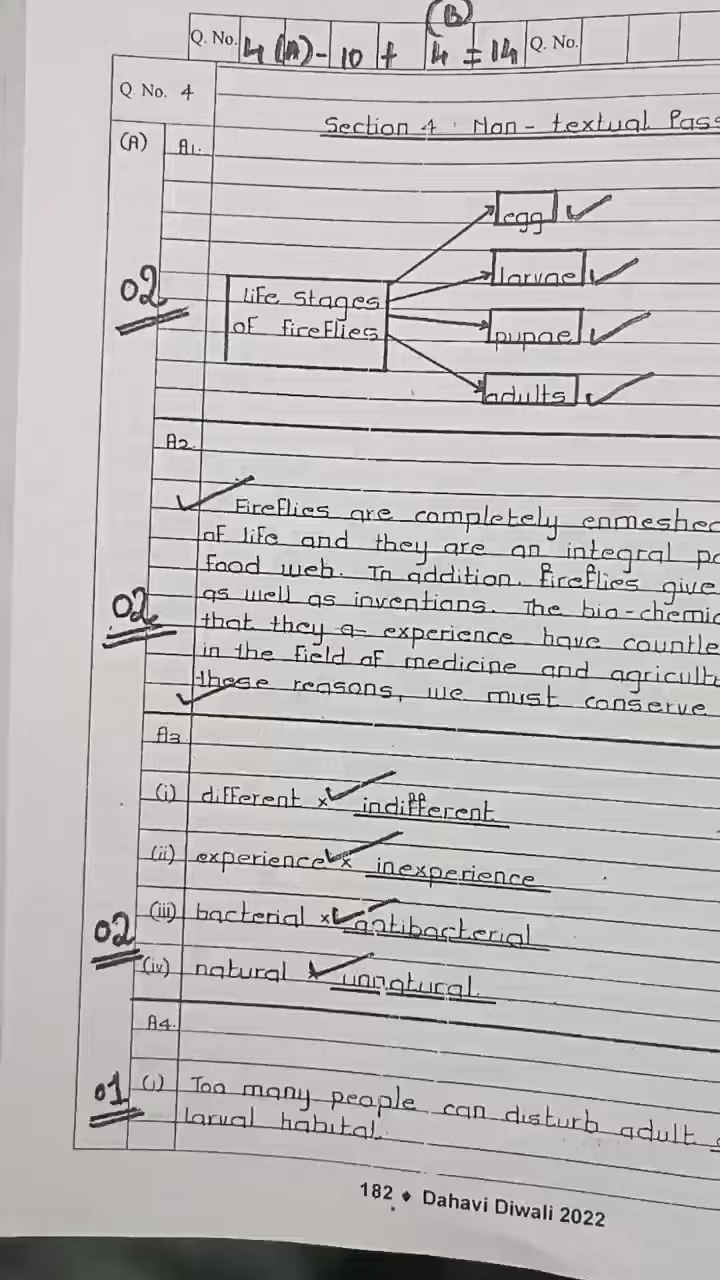 (B)
Q. No. 4 (A) - 10 + 4 = 14 Q. No.
Q. No. 4
Section 4 : Non - textual Pass
(A) A1.
egg
larvae
02
life stages
of fireflies
pupae
adults
A2.
Fireflies are completely enmeshed
of life and they are an integral
food web. In addition, fireflies give
02 as well as inventions. The bio-chemic
that they experience have countle
in the field of medicine and agricult
these reasons, we must conserve
A3
(i) different × indifferent
(ii) experience × inexperience
(iii) bacterial × antibacterial
02
(iv) natural × unnatural.
A4.
01 (i) Too many people can disturb adult
larval habital.
182 ♦ Dahavi Diwali 2022